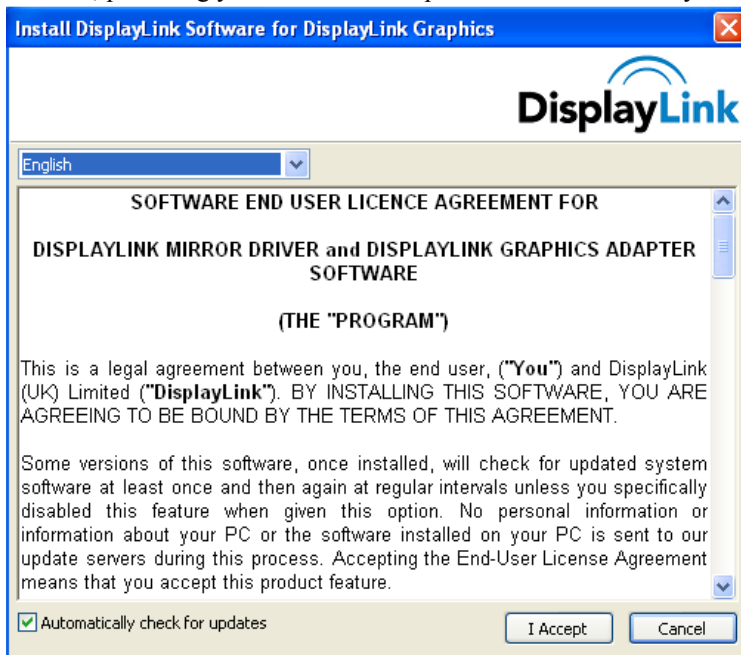 Install DisplayLink Software for DisplayLink Graphics
DisplayLink
English
SOFTWARE END USER LICENCE AGREEMENT FOR
DISPLAYLINK MIRROR DRIVER and DISPLAYLINK GRAPHICS ADAPTER
SOFTWARE
(THE "PROGRAM")
This is a legal agreement between you, the end user, ("You") and DisplayLink
(UK) Limited ("DisplayLink"). BY INSTALLING THIS SOFTWARE, YOU ARE
AGREEING TO BE BOUND BY THE TERMS OF THIS AGREEMENT.
Some versions of this software, once installed, will check for updated system
software at least once and then again at regular intervals unless you specifically
disabled this feature when given this option. No personal information or
information about your PC or the software installed on your PC is sent to our
update servers during this process. Accepting the End-User License Agreement
means that you accept this product feature.
Automatically check for updates
I Accept
Cancel